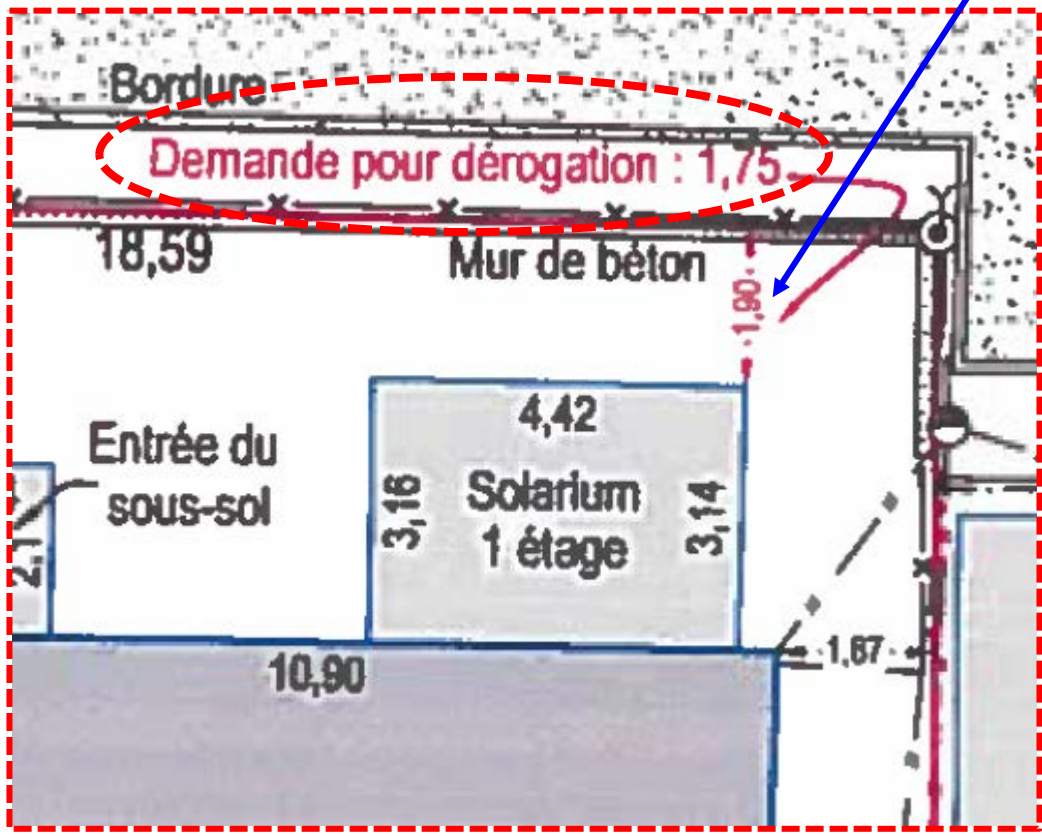 Bordure
Demande pour dérogation : 1,75
18,59
Mur de béton
1,90
4,42
Entrée du
sous-sol
3,16
Solarium
1 étage
3,14
10,90
1,67